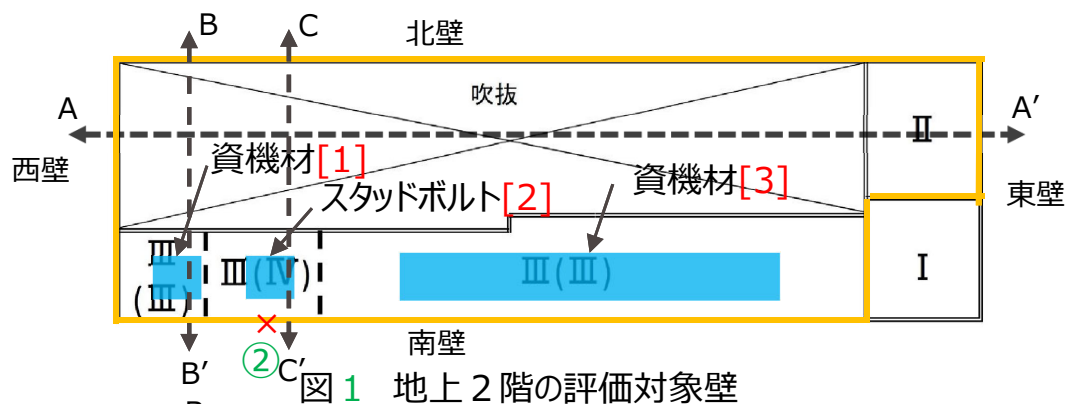 B C 北壁
吹抜
A A′
Ⅱ
西壁
資機材[1] 資機材[3]
スタッドボルト[2] 東壁
Ⅲ
(Ⅲ) Ⅲ(Ⅳ) Ⅲ(Ⅲ) Ⅰ
×
② 南壁
B′ C′
図1 地上2階の評価対象壁